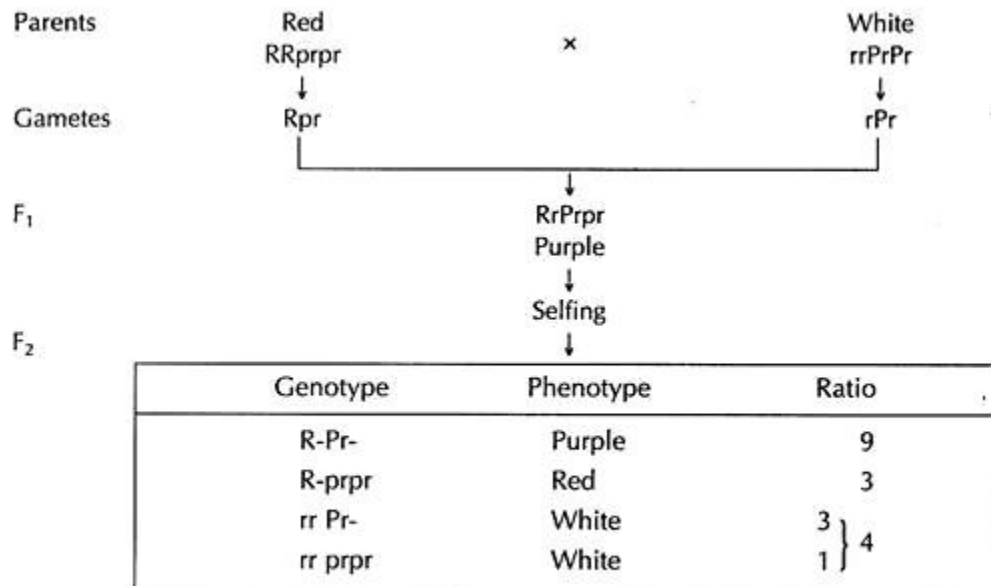 Parents Red × White
RRprpr rrPrPr
Gametes Rpr rPr
F₁ RrPrpr
Purple
Selfing
F₂
Genotype Phenotype Ratio
R-Pr- Purple 9
R-prpr Red 3
rr Pr- White 3
rr prpr White 1 } 4